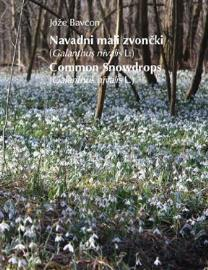 Jože Bavcon
Navadni mali zvončki
(Galanthus nivalis L.)
Common Snowdrops
(Galanthus nivalis L.)